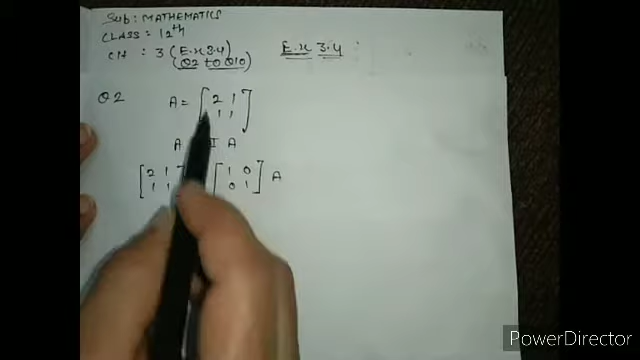 Sub: MATHEMATICS
CLASS: 12th
CH : 3 (E.x 3.4) E.x 3.4:
(Q2 to Q10)
Q2 A = [ 2 1
1 1 ]
A I A
[ 2 1 [ 1 0 ] A
1 1 0 1
PowerDirector